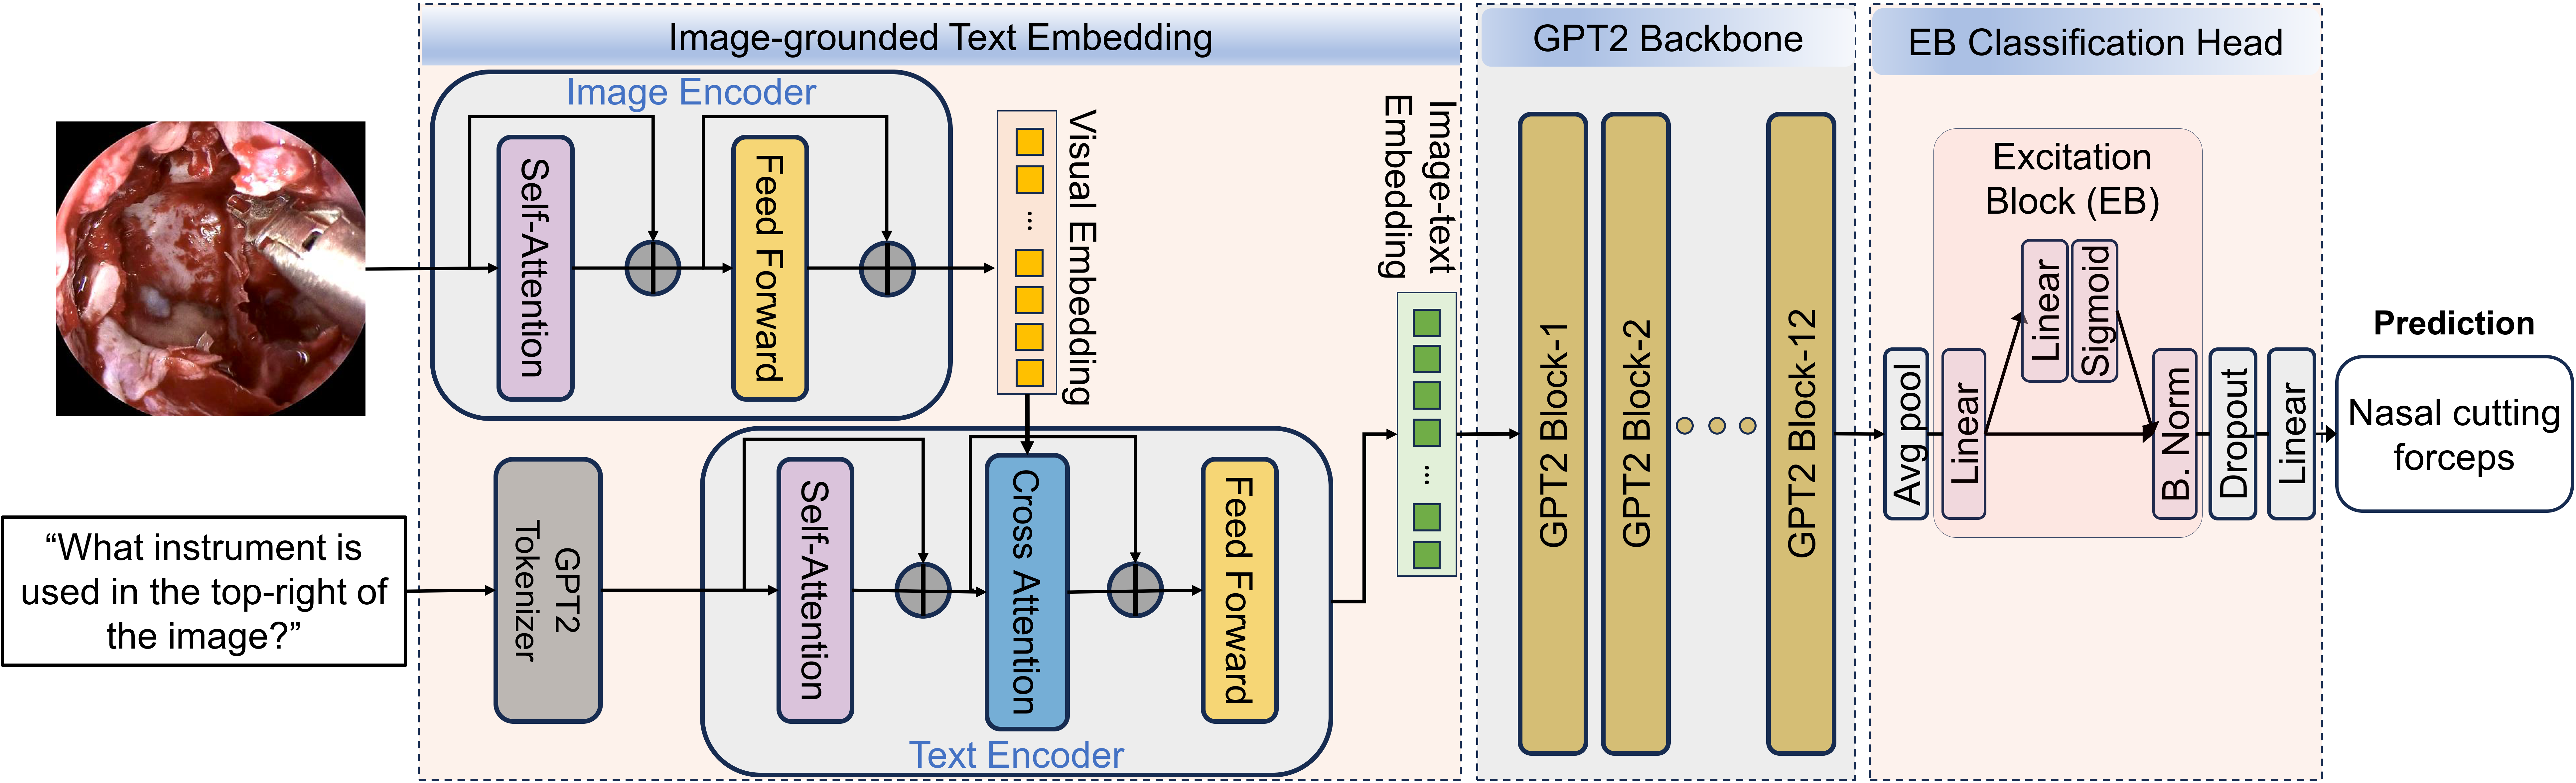 Image-grounded Text Embedding
Image Encoder
Self-Attention
Feed Forward
Visual Embedding
...
"What instrument is
used in the top-right of
the image?"
GPT2
Tokenizer
Self-Attention
Cross Attention
Feed Forward
Text Encoder
Image-text
Embedding
...
GPT2 Backbone
GPT2 Block-1
GPT2 Block-2
GPT2 Block-12
EB Classification Head
Excitation
Block (EB)
Avg pool
Linear
Linear
Sigmoid
B. Norm
Dropout
Linear
Prediction
Nasal cutting
forceps